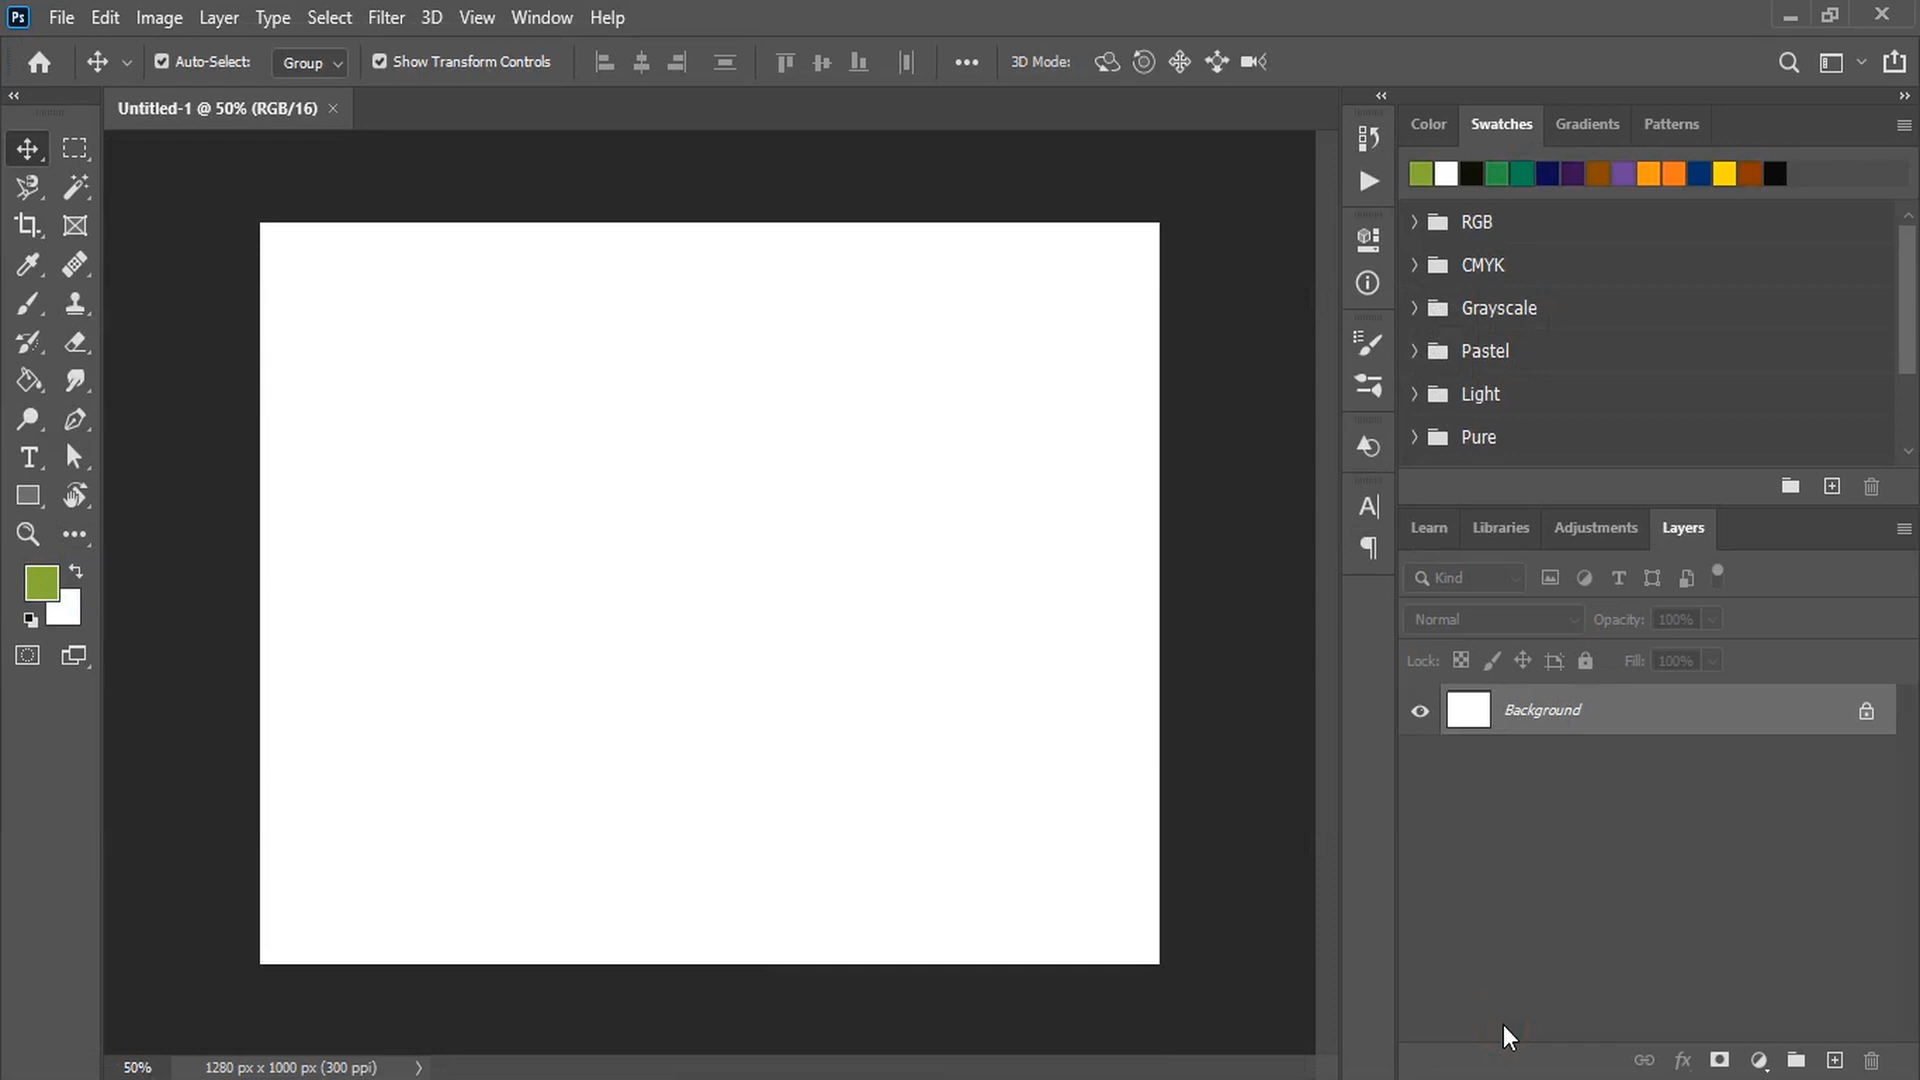 Ps File Edit Image Layer Type Select Filter 3D View Window Help
Auto-Select: Group Show Transform Controls 3D Mode:
Untitled-1 @ 50% (RGB/16)
Color Swatches Gradients Patterns
RGB
CMYK
Grayscale
Pastel
Light
Pure
Learn Libraries Adjustments Layers
Kind
Normal Opacity: 100%
Lock: Fill: 100%
Background
50% 1280 px x 1000 px (300 ppi)